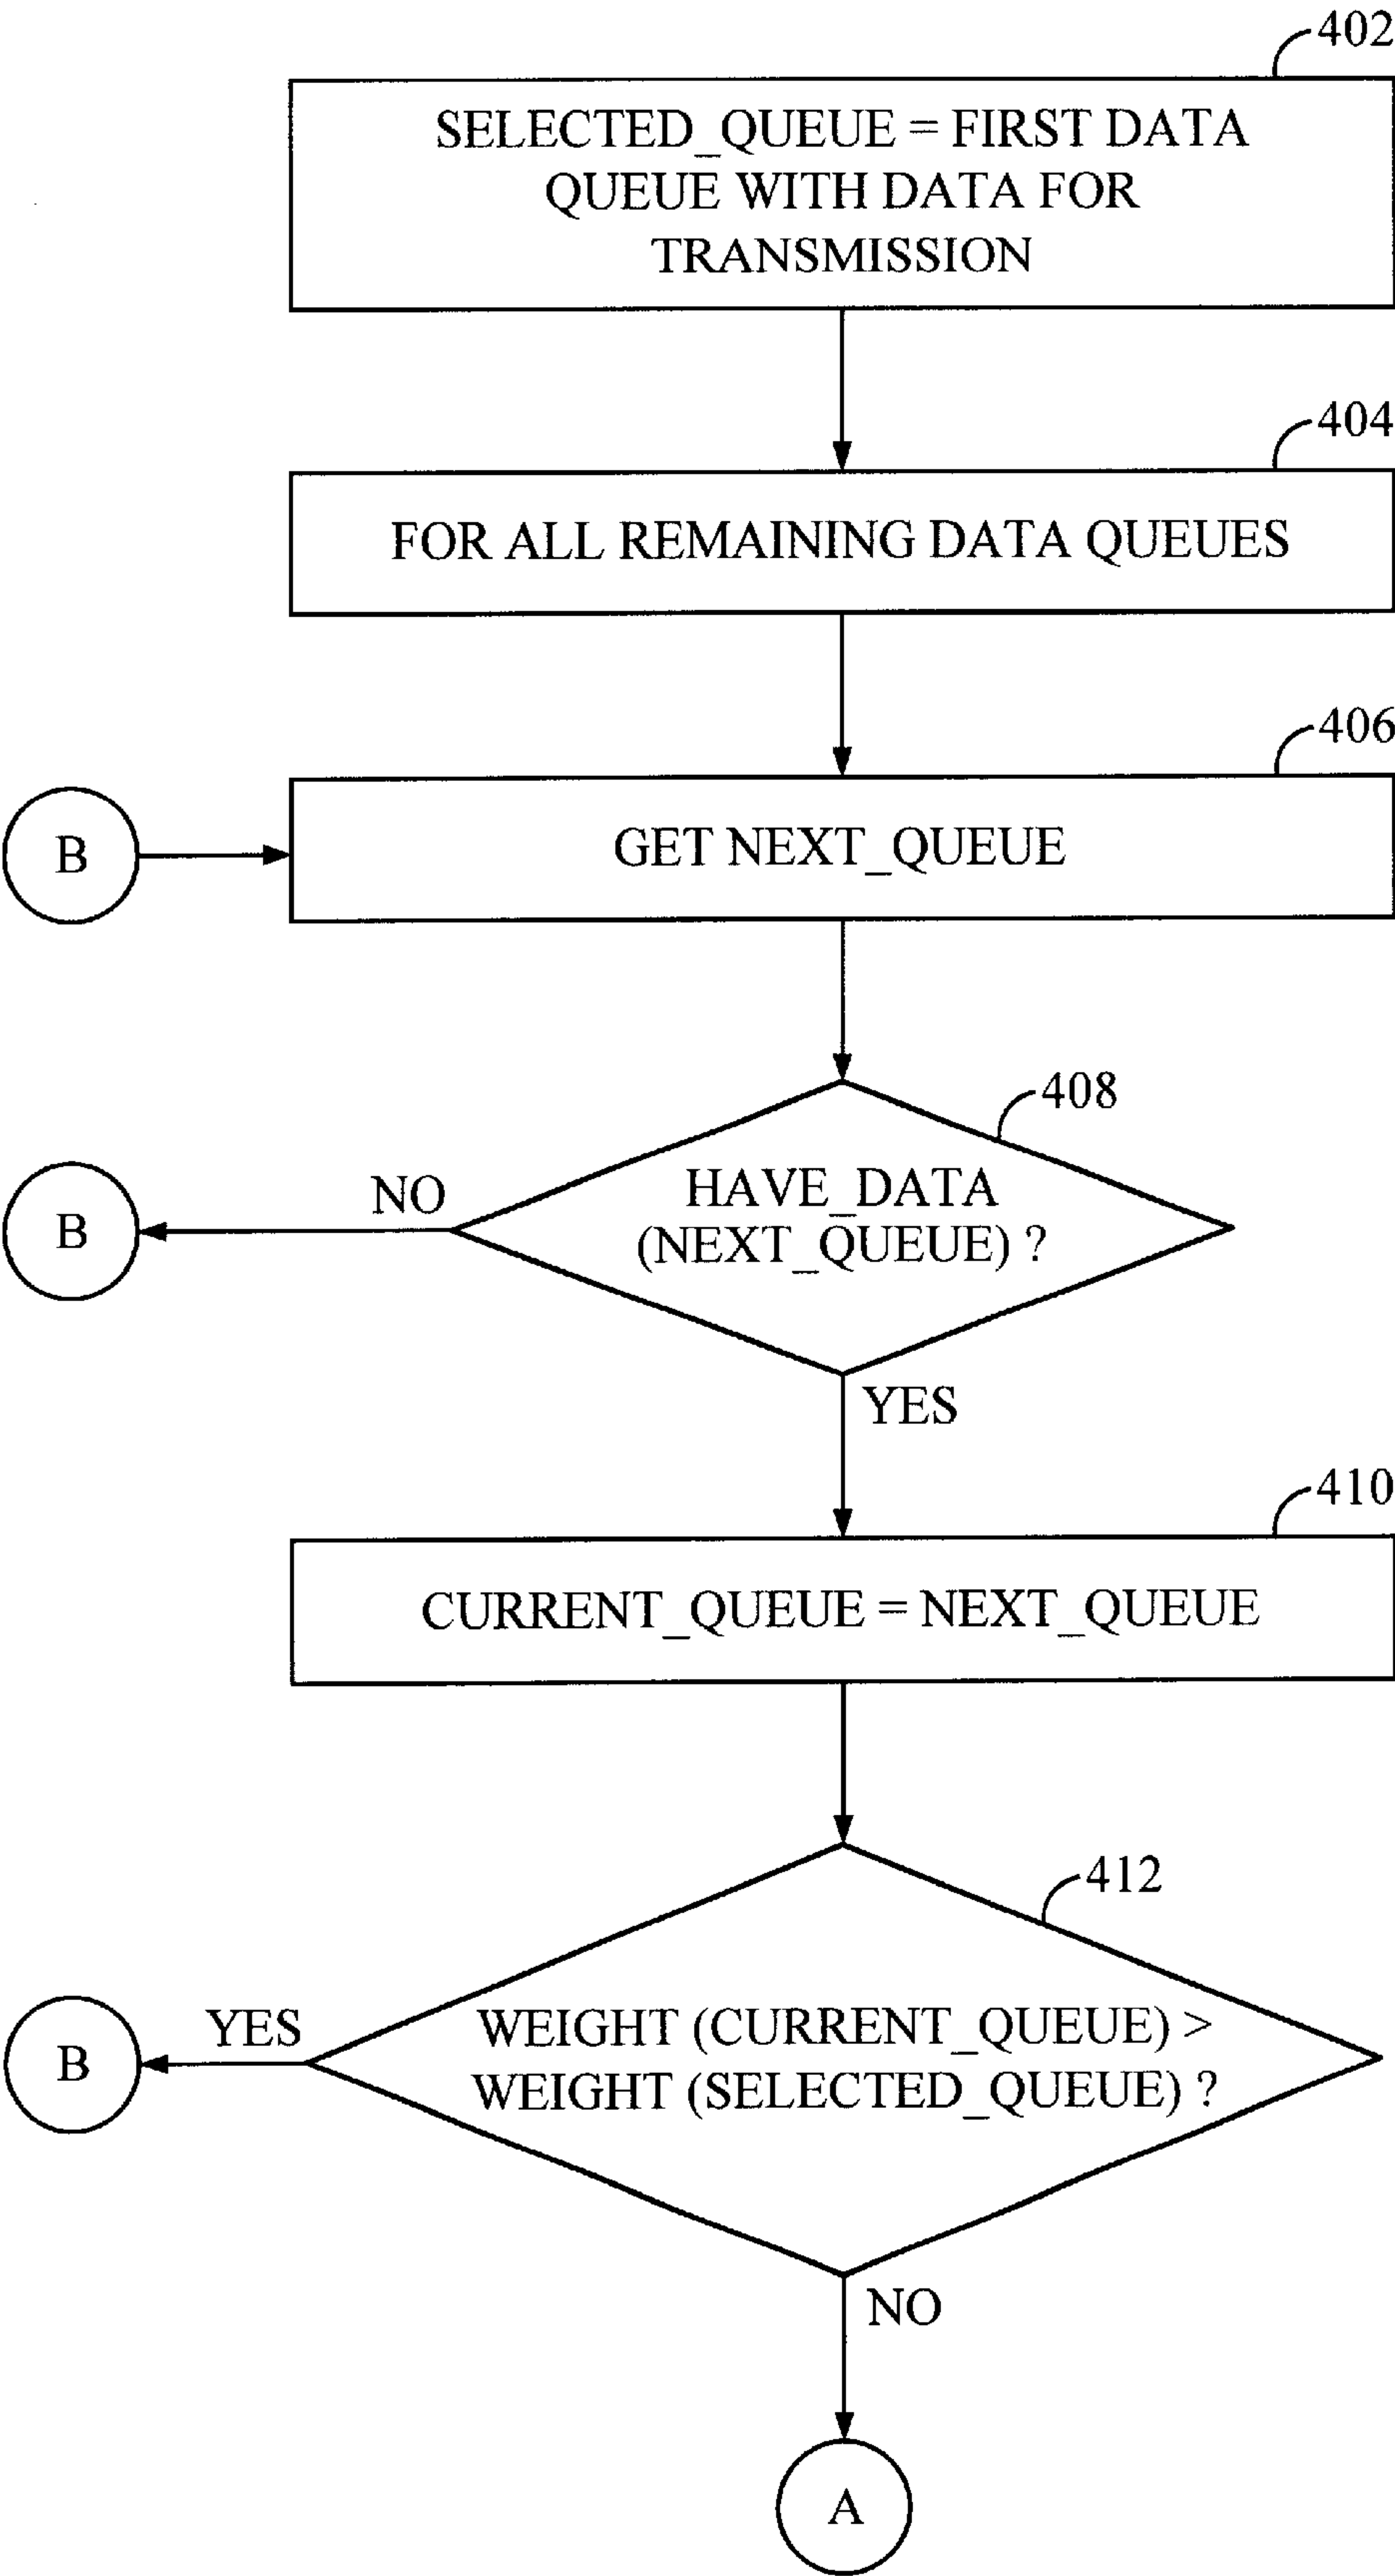 402
SELECTED_QUEUE = FIRST DATA
QUEUE WITH DATA FOR
TRANSMISSION
404
FOR ALL REMAINING DATA QUEUES
406
B
GET NEXT_QUEUE
408
HAVE_DATA
(NEXT_QUEUE) ?
NO
B
YES
410
CURRENT_QUEUE = NEXT_QUEUE
412
WEIGHT (CURRENT_QUEUE) >
WEIGHT (SELECTED_QUEUE) ?
YES
B
NO
A